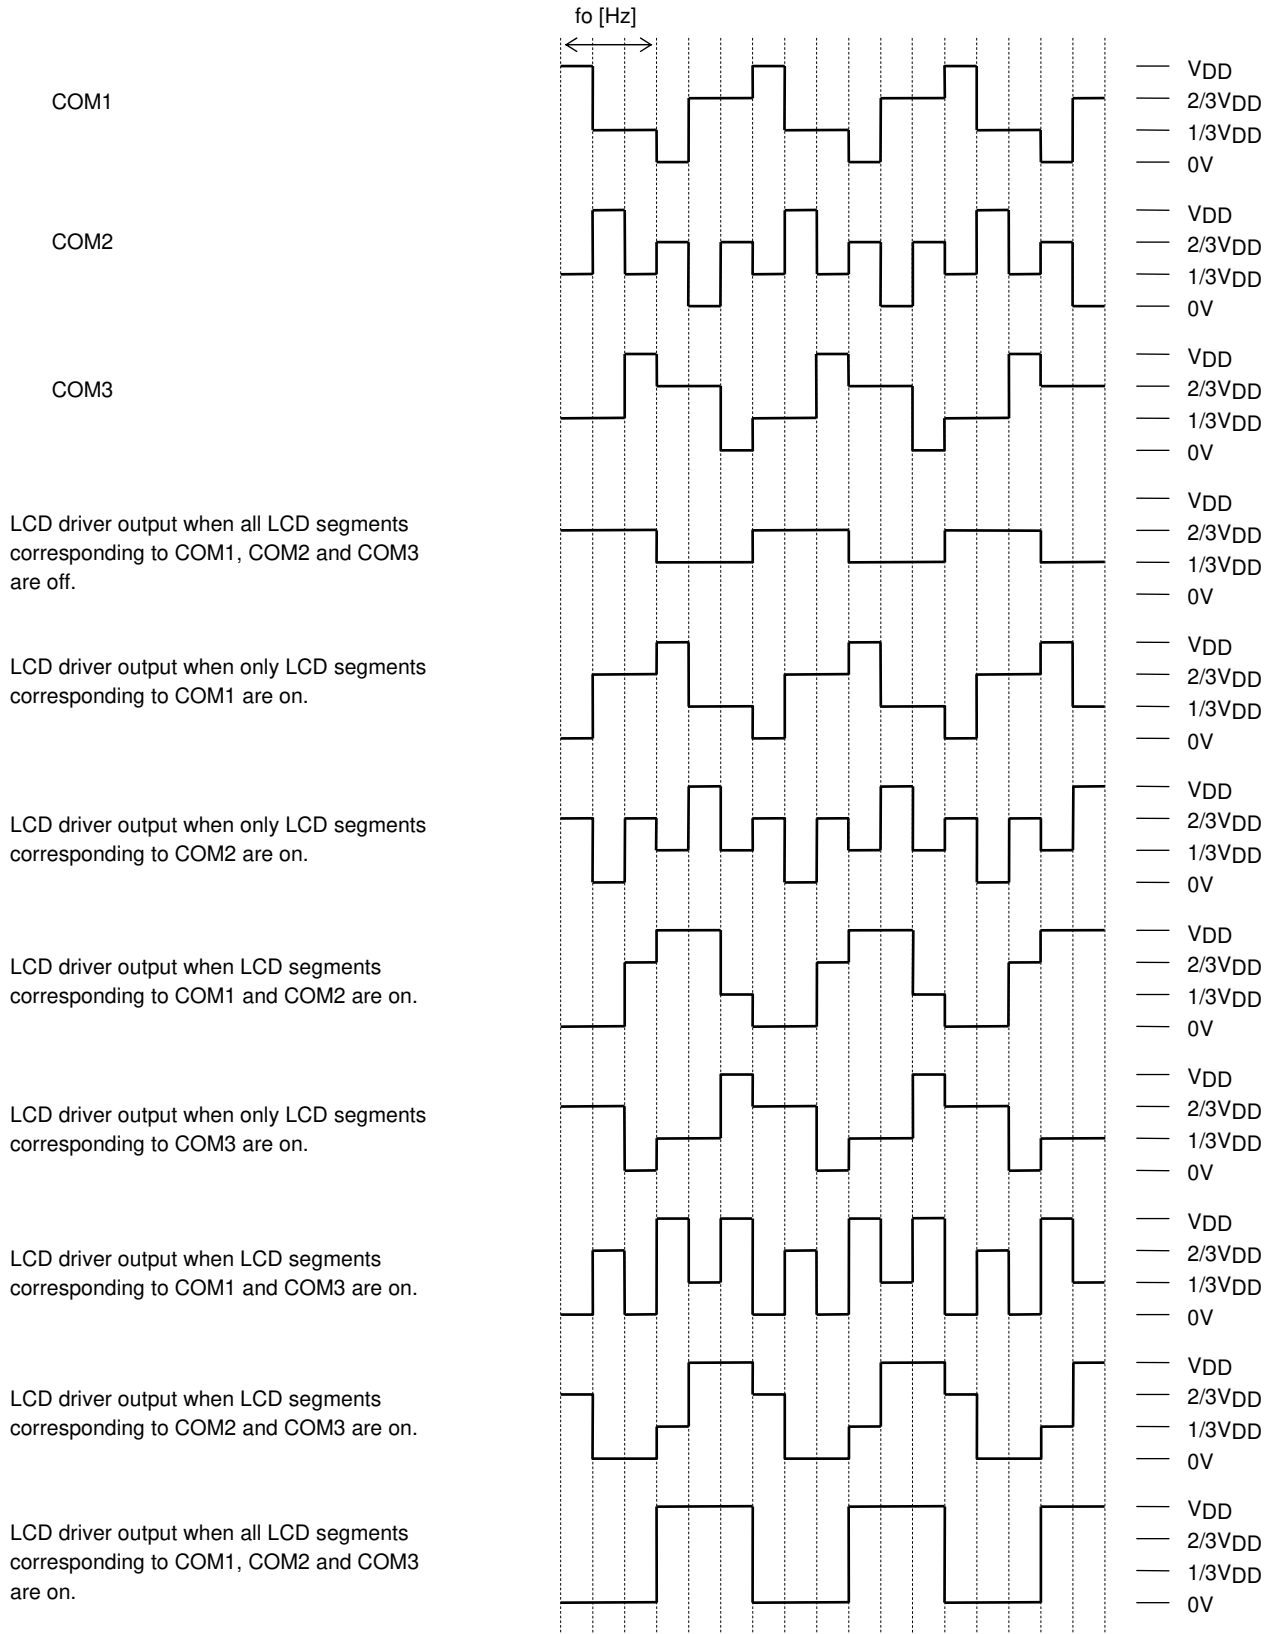 fo [Hz]
COM1
VDD
2/3VDD
1/3VDD
0V
COM2
VDD
2/3VDD
1/3VDD
0V
COM3
VDD
2/3VDD
1/3VDD
0V
LCD driver output when all LCD segments
corresponding to COM1, COM2 and COM3
are off.
VDD
2/3VDD
1/3VDD
0V
LCD driver output when only LCD segments
corresponding to COM1 are on.
VDD
2/3VDD
1/3VDD
0V
LCD driver output when only LCD segments
corresponding to COM2 are on.
VDD
2/3VDD
1/3VDD
0V
LCD driver output when LCD segments
corresponding to COM1 and COM2 are on.
VDD
2/3VDD
1/3VDD
0V
LCD driver output when only LCD segments
corresponding to COM3 are on.
VDD
2/3VDD
1/3VDD
0V
LCD driver output when LCD segments
corresponding to COM1 and COM3 are on.
VDD
2/3VDD
1/3VDD
0V
LCD driver output when LCD segments
corresponding to COM2 and COM3 are on.
VDD
2/3VDD
1/3VDD
0V
LCD driver output when all LCD segments
corresponding to COM1, COM2 and COM3
are on.
VDD
2/3VDD
1/3VDD
0V